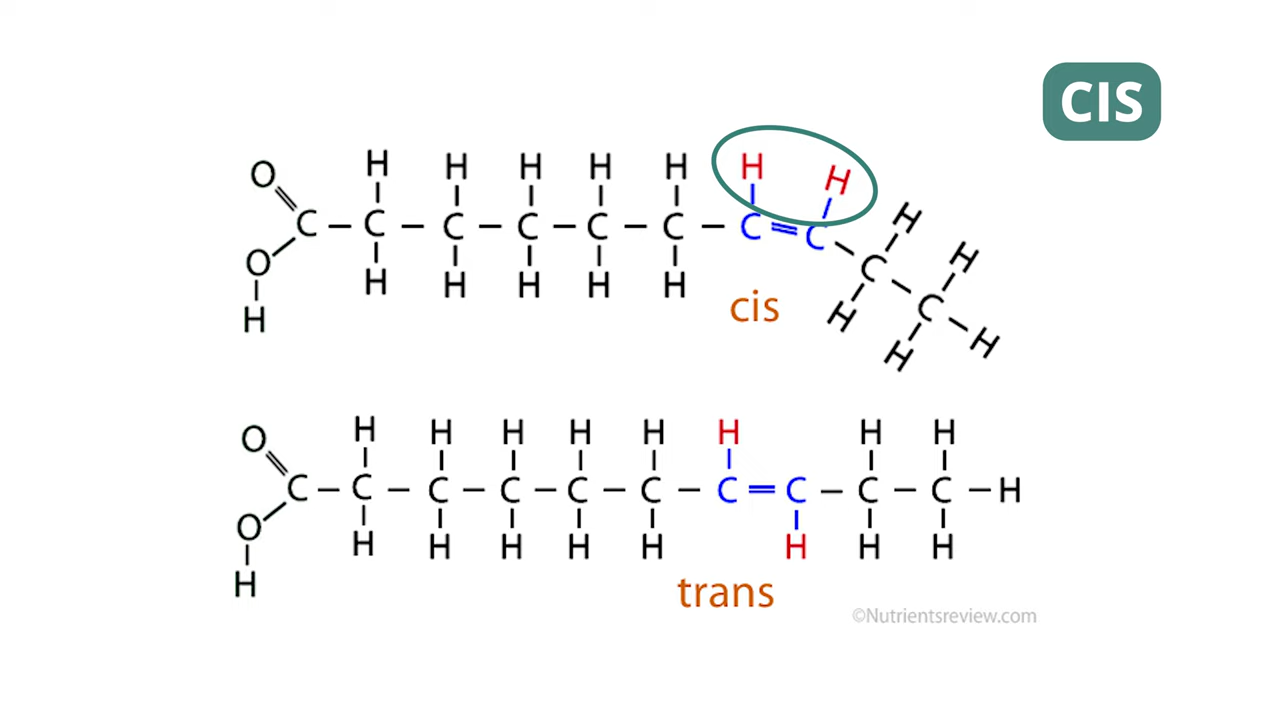 CIS
H H H H H H H
O
C C C C C C C C H
H
O C
H H H H H H
C
H cis H
H
H
trans
H H H H H H H H
O
C C C C C C C C C C H
O
H H H H H H H H
H
©Nutrientsreview.com